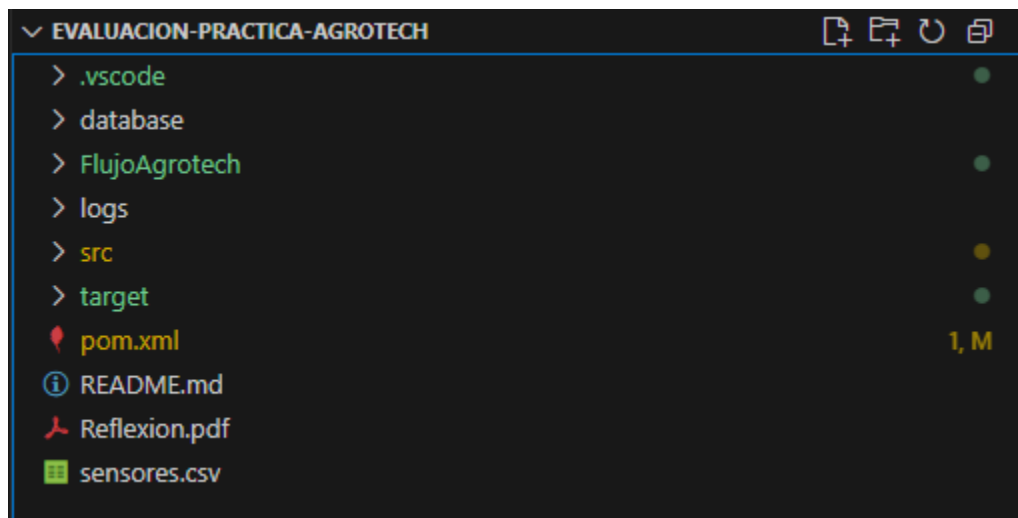 EVALUACION-PRACTICA-AGROTECH
.vscode
database
FlujoAgrotech
logs
src
target
pom.xml 1, M
README.md
Reflexion.pdf
sensores.csv